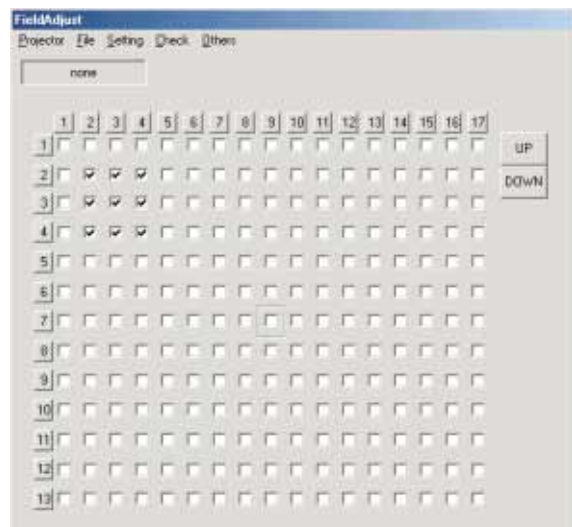 FieldAdjust
Projector File Setting Check Others
none
1 2 3 4 5 6 7 8 9 10 11 12 13 14 15 16 17
1 UP
2 DOWN
3
4
5
6
7
8
9
10
11
12
13